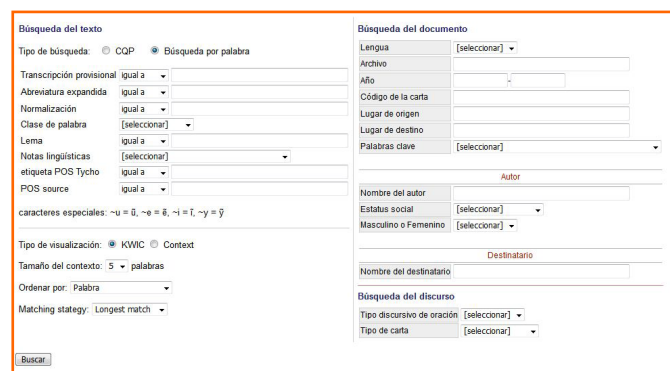 Búsqueda del texto
Tipo de búsqueda: CQP Búsqueda por palabra
Transcripción provisional igual a
Abreviatura expandida igual a
Normalización igual a
Clase de palabra [seleccionar]
Lema igual a
Notas lingüísticas [seleccionar]
etiqueta POS Tycho igual a
POS source igual a
caracteres especiales: ~u = ũ, ~e = ẽ, ~i = ĩ, ~y = ỹ
Tipo de visualización: KWIC Context
Tamaño del contexto: 5 palabras
Ordenar por: Palabra
Matching stategy: Longest match
Buscar
Búsqueda del documento
Lengua [seleccionar]
Archivo
Año -
Código de la carta
Lugar de origen
Lugar de destino
Palabras clave [seleccionar]
Autor
Nombre del autor
Estatus social [seleccionar]
Masculino o Femenino [seleccionar]
Destinatario
Nombre del destinatario
Búsqueda del discurso
Tipo discursivo de oración [seleccionar]
Tipo de carta [seleccionar]